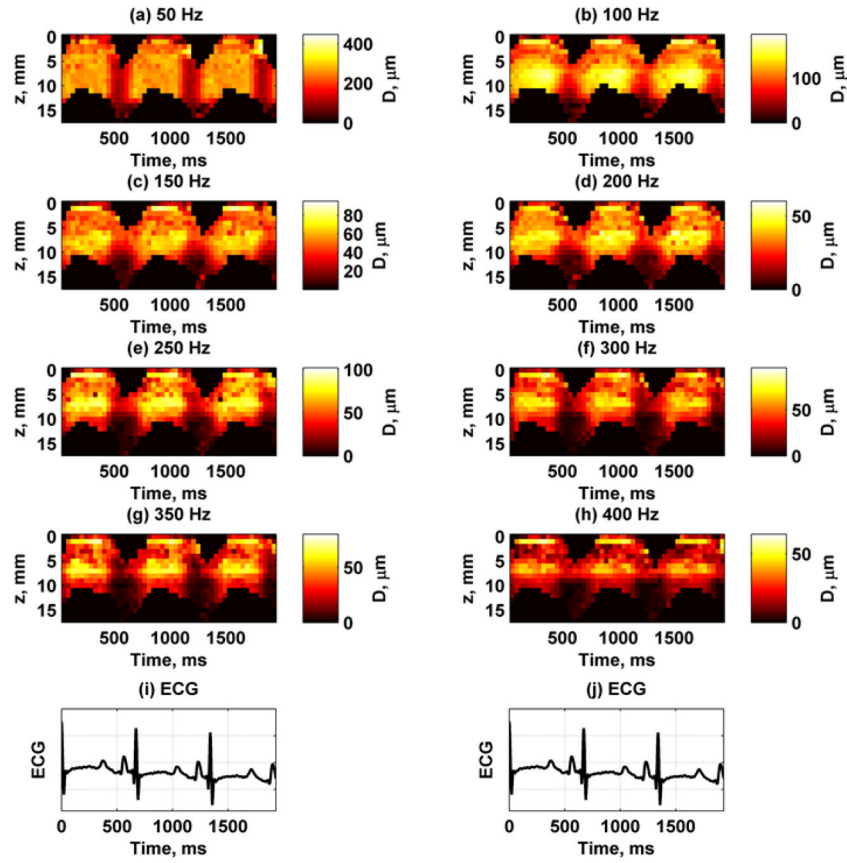 (a) 50 Hz
0
5
10
15
z, mm
500 1000 1500
Time, ms
400
200
0
D, μm
(b) 100 Hz
0
5
10
15
z, mm
500 1000 1500
Time, ms
100
0
D, μm
(c) 150 Hz
0
5
10
15
z, mm
500 1000 1500
Time, ms
80
60
40
20
D, μm
(d) 200 Hz
0
5
10
15
z, mm
500 1000 1500
Time, ms
50
0
D, μm
(e) 250 Hz
0
5
10
15
z, mm
500 1000 1500
Time, ms
100
50
0
D, μm
(f) 300 Hz
0
5
10
15
z, mm
500 1000 1500
Time, ms
50
0
D, μm
(g) 350 Hz
0
5
10
15
z, mm
500 1000 1500
Time, ms
50
0
D, μm
(h) 400 Hz
0
5
10
15
z, mm
500 1000 1500
Time, ms
50
0
D, μm
(i) ECG
ECG
0 500 1000 1500
Time, ms
(j) ECG
ECG
0 500 1000 1500
Time, ms